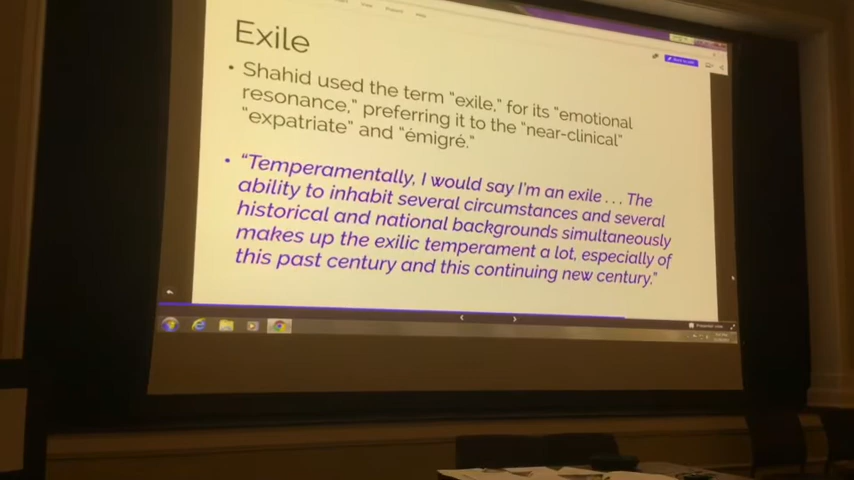 Exile
• Shahid used the term "exile," for its "emotional
resonance," preferring it to the "near-clinical"
"expatriate" and "émigré."
• "Temperamentally, I would say I'm an exile . . . The
ability to inhabit several circumstances and several
historical and national backgrounds simultaneously
makes up the exilic temperament a lot, especially of
this past century and this continuing new century."